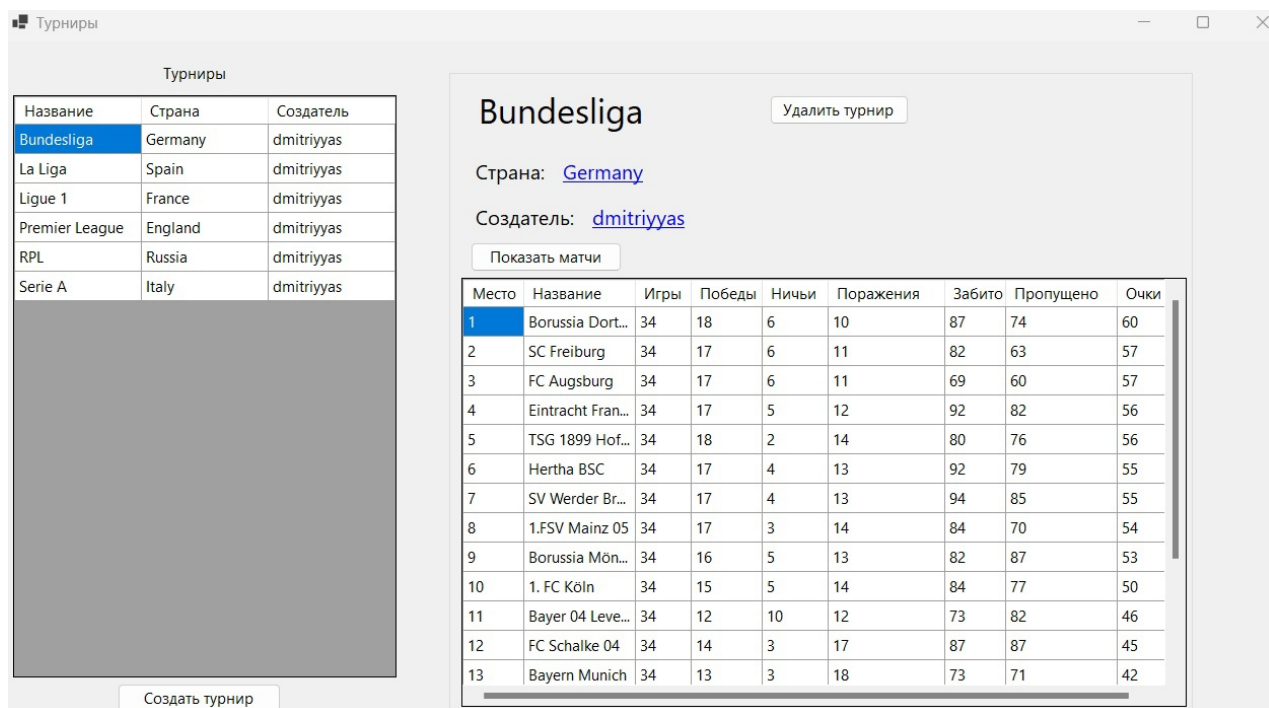 Турниры
Турниры
Название Страна Создатель
Bundesliga Germany dmitriyyas
La Liga Spain dmitriyyas
Ligue 1 France dmitriyyas
Premier League England dmitriyyas
RPL Russia dmitriyyas
Serie A Italy dmitriyyas
Создать турнир
Bundesliga
Удалить турнир
Страна: Germany
Создатель: dmitriyyas
Показать матчи
Место Название Игры Победы Ничьи Поражения Забито Пропущено Очки
1 Borussia Dort... 34 18 6 10 87 74 60
2 SC Freiburg 34 17 6 11 82 63 57
3 FC Augsburg 34 17 6 11 69 60 57
4 Eintracht Fran... 34 17 5 12 92 82 56
5 TSG 1899 Hof... 34 18 2 14 80 76 56
6 Hertha BSC 34 17 4 13 92 79 55
7 SV Werder Br... 34 17 4 13 94 85 55
8 1.FSV Mainz 05 34 17 3 14 84 70 54
9 Borussia Mön... 34 16 5 13 82 87 53
10 1. FC Köln 34 15 5 14 84 77 50
11 Bayer 04 Leve... 34 12 10 12 73 82 46
12 FC Schalke 04 34 14 3 17 87 87 45
13 Bayern Munich 34 13 3 18 73 71 42